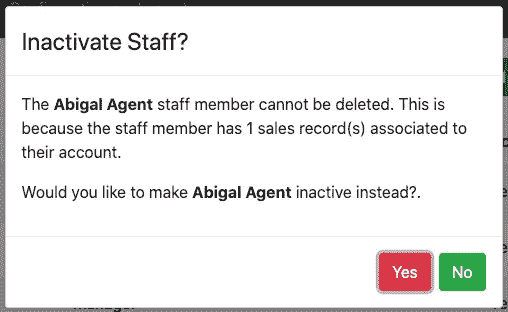 Inactivate Staff?
The Abigal Agent staff member cannot be deleted. This is
because the staff member has 1 sales record(s) associated to
their account.
Would you like to make Abigal Agent inactive instead?.
Yes No